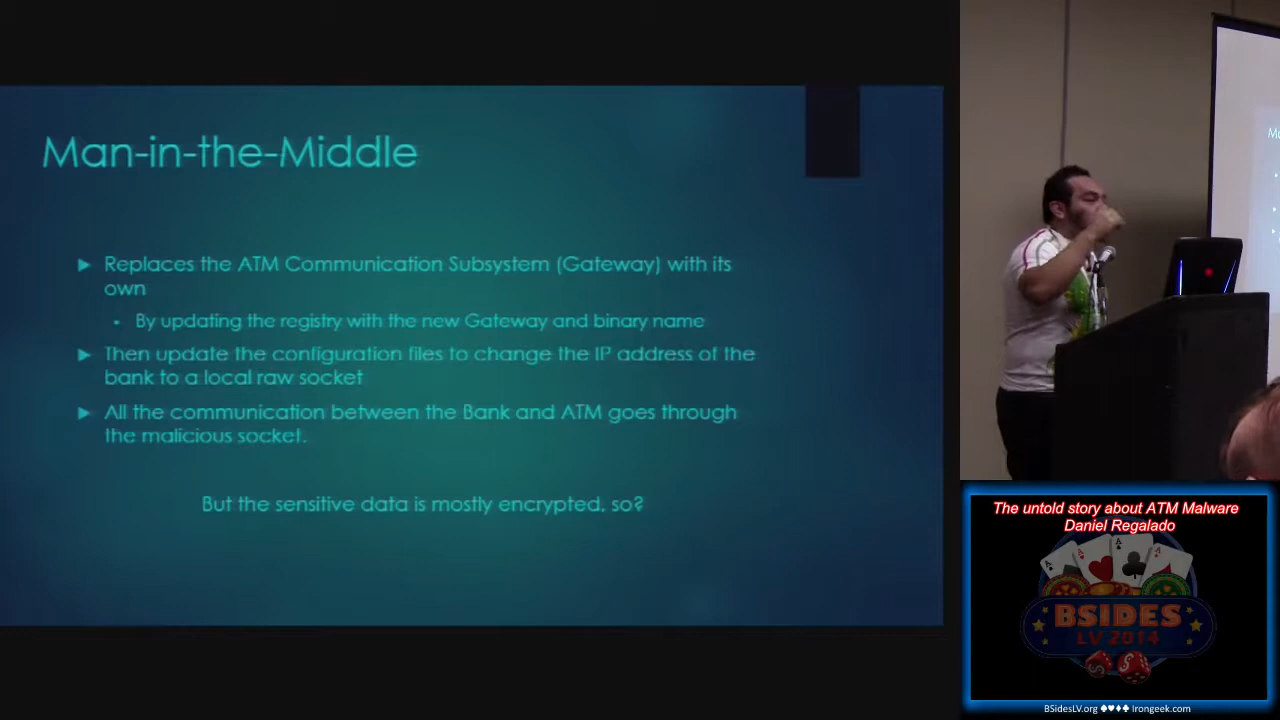 Man-in-the-Middle
Replaces the ATM Communication Subsystem (Gateway) with its
own
By updating the registry with the new Gateway and binary name
Then update the configuration files to change the IP address of the
bank to a local raw socket
All the communication between the Bank and ATM goes through
the malicious socket.
But the sensitive data is mostly encrypted, so?
The untold story about ATM Malware
Daniel Regalado
BSIDES
LV 2014
BSidesLV.org ♠♥♦♣ Irongeek.com